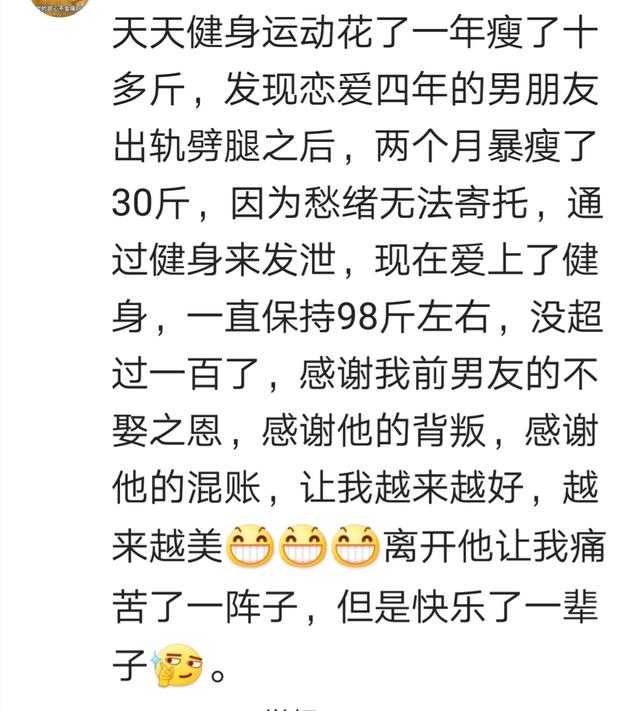 天天健身运动花了一年瘦了十
多斤，发现恋爱四年的男朋友
出轨劈腿之后，两个月暴瘦了
30斤，因为愁绪无法寄托，通
过健身来发泄，现在爱上了健
身，一直保持98斤左右，没超
过一百了，感谢我前男友的不
娶之恩，感谢他的背叛，感谢
他的混账，让我越来越好，越
来越美😁😁😁离开他让我痛
苦了一阵子，但是快乐了一辈
子。